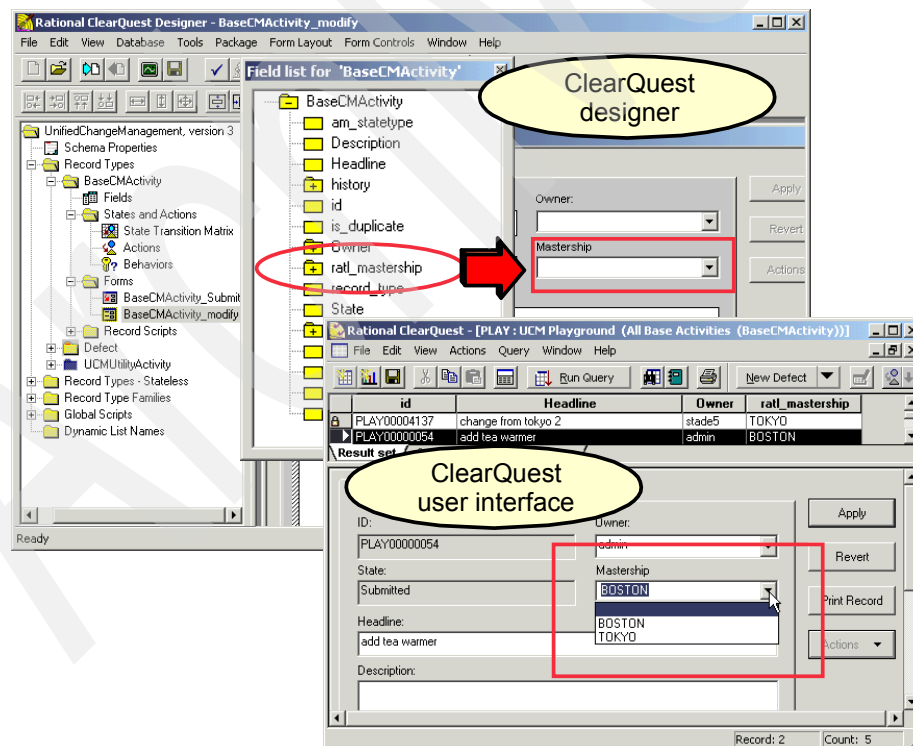 Rational ClearQuest Designer - BaseCMActivity_modify
File Edit View Database Tools Package Form Layout Form Controls Window Help
Field list for 'BaseCMActivity'
ClearQuest
designer
UnifiedChangeManagement, version 3
Schema Properties
Record Types
BaseCMActivity
Fields
States and Actions
State Transition Matrix
Actions
Behaviors
Forms
BaseCMActivity_Submit
BaseCMActivity_modify
Record Scripts
Defect
UCMUtilityActivity
Record Types - Stateless
Record Type Families
Global Scripts
Dynamic List Names
Ready
BaseCMActivity
am_statetype
Description
Headline
history
id
is_duplicate
Owner
ratl_mastership
record_type
State
Owner:
Mastership
Apply
Revert
Actions
Rational ClearQuest - [PLAY : UCM Playground (All Base Activities (BaseCMActivity))]
File Edit View Actions Query Window Help
Run Query New Defect
id Headline Owner ratl_mastership
PLAY00004137 change from tokyo 2 stade5 TOKYO
PLAY00000054 add tea warmer admin BOSTON
Result set
ClearQuest
user interface
ID: Owner:
PLAY00000054 admin
State: Mastership
Submitted BOSTON
BOSTON
TOKYO
Headline:
add tea warmer
Description:
Apply
Revert
Print Record
Actions
Record: 2 Count: 5